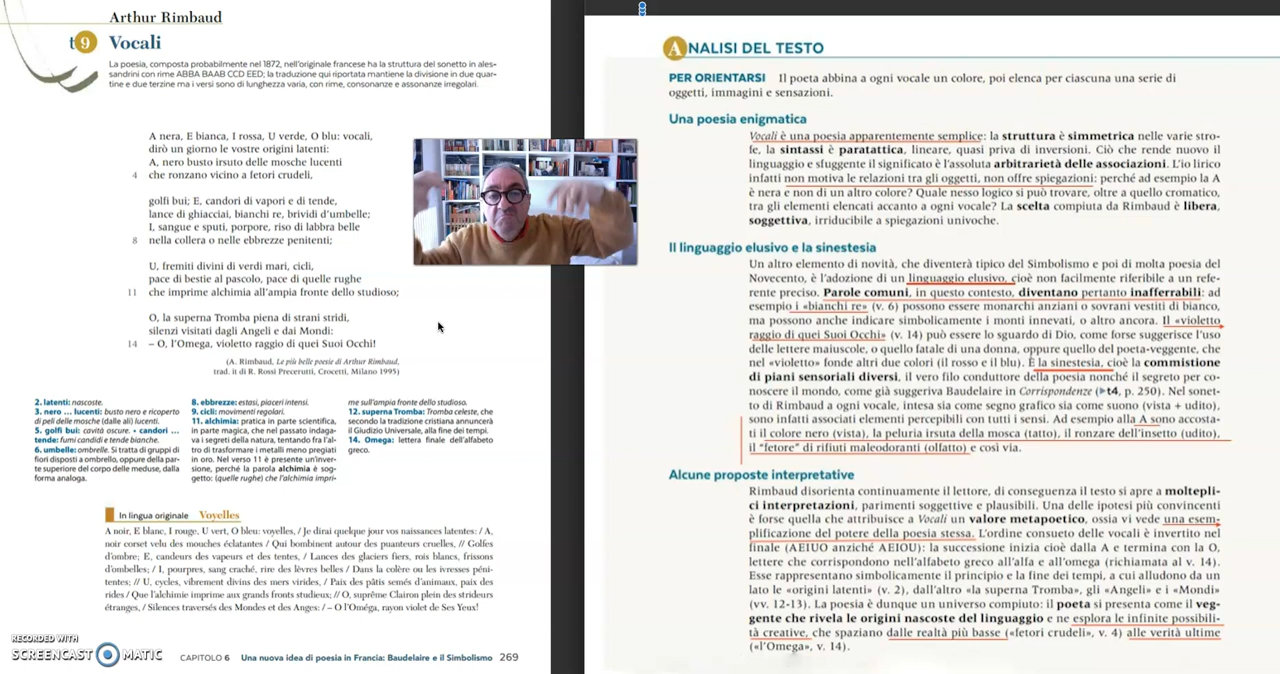 Arthur Rimbaud
t9 Vocali
La poesia, composta probabilmente nel 1872, nell'originale francese ha la struttura del sonetto in ales-
sandrini con rime ABBA BAAB CCD EED; la traduzione qui riportata mantiene la divisione in due quar-
tine e due terzine ma i versi sono di lunghezza varia, con rime, consonanze e assonanze irregolari.
A nera, E bianca, I rossa, U verde, O blu: vocali,
dirò un giorno le vostre origini latenti:
A, nero busto irsuto delle mosche lucenti
4 che ronzano vicino a fetori crudeli,
golfi bui; E, candori di vapori e di tende,
lance di ghiacciai, bianchi re, brividi d'umbelle;
I, sangue e sputi, porpore, riso di labbra belle
8 nella collera o nelle ebbrezze penitenti;
U, fremiti divini di verdi mari, cicli,
pace di bestie al pascolo, pace di quelle rughe
11 che imprime alchimia all'ampia fronte dello studioso;
O, la superna Tromba piena di strani stridi,
silenzi visitati dagli Angeli e dai Mondi:
14 – O, l'Omega, violetto raggio di quei Suoi Occhi!
(A. Rimbaud, Le più belle poesie di Arthur Rimbaud,
trad. it di R. Rossi Precerutti, Crocetti, Milano 1995)
2. latenti: nascoste.
3. nero ... lucenti: busto nero e ricoperto
di peli delle mosche (dalle ali) lucenti.
5. golfi bui: cavità oscure. • candori ...
tende: fumi candidi e tende bianche.
6. umbelle: ombrelle. Si tratta di gruppi di
fiori disposti a ombrello, oppure della par-
te superiore del corpo delle meduse, dalla
forma analoga.
8. ebbrezze: estasi, piaceri intensi.
9. cicli: movimenti regolari.
11. alchimia: pratica in parte scientifica,
in parte magica, che nel passato indaga-
va i segreti della natura, tentando fra l'al-
tro di trasformare i metalli meno pregiati
in oro. Nel verso 11 è presente un'inver-
sione, perché la parola alchimia è sog-
getto: (quelle rughe) che l'alchimia impri-
me sull'ampia fronte dello studioso.
12. superna Tromba: Tromba celeste, che
secondo la tradizione cristiana annuncerà
il Giudizio Universale, alla fine dei tempi.
14. Omega: lettera finale dell'alfabeto
greco.
In lingua originale Voyelles
A noir, E blanc, I rouge, U vert, O bleu: voyelles, / Je dirai quelque jour vos naissances latentes: / A,
noir corset velu des mouches éclatantes / Qui bombinent autour des puanteurs cruelles, // Golfes
d'ombre; E, candeurs des vapeurs et des tentes, / Lances des glaciers fiers, rois blancs, frissons
d'ombelles; / I, pourpres, sang craché, rire des lèvres belles / Dans la colère ou les ivresses péni-
tentes; // U, cycles, vibrement divins des mers virides, / Paix des pâtis semés d'animaux, paix des
rides / Que l'alchimie imprime aux grands fronts studieux; // O, suprême Clairon plein des strideurs
étranges, / Silences traversés des Mondes et des Anges: / – O l'Oméga, rayon violet de Ses Yeux!
RECORDED WITH
SCREENCAST MATIC
CAPITOLO 6 Una nuova idea di poesia in Francia: Baudelaire e il Simbolismo 269
ANALISI DEL TESTO
PER ORIENTARSI Il poeta abbina a ogni vocale un colore, poi elenca per ciascuna una serie di
oggetti, immagini e sensazioni.
Una poesia enigmatica
Vocali è una poesia apparentemente semplice: la struttura è simmetrica nelle varie stro-
fe, la sintassi è paratattica, lineare, quasi priva di inversioni. Ciò che rende nuovo il
linguaggio e sfuggente il significato è l'assoluta arbitrarietà delle associazioni. L'io lirico
infatti non motiva le relazioni tra gli oggetti, non offre spiegazioni: perché ad esempio la A
è nera e non di un altro colore? Quale nesso logico si può trovare, oltre a quello cromatico,
tra gli elementi elencati accanto a ogni vocale? La scelta compiuta da Rimbaud è libera,
soggettiva, irriducibile a spiegazioni univoche.
Il linguaggio elusivo e la sinestesia
Un altro elemento di novità, che diventerà tipico del Simbolismo e poi di molta poesia del
Novecento, è l'adozione di un linguaggio elusivo, cioè non facilmente riferibile a un refe-
rente preciso. Parole comuni, in questo contesto, diventano pertanto inafferrabili: ad
esempio i «bianchi re» (v. 6) possono essere monarchi anziani o sovrani vestiti di bianco,
ma possono anche indicare simbolicamente i monti innevati, o altro ancora. Il «violetto
raggio di quei Suoi Occhi» (v. 14) può essere lo sguardo di Dio, come forse suggerisce l'uso
delle lettere maiuscole, o quello fatale di una donna, oppure quello del poeta-veggente, che
nel «violetto» fonde altri due colori (il rosso e il blu). È la sinestesia, cioè la commistione
di piani sensoriali diversi, il vero filo conduttore della poesia nonché il segreto per co-
noscere il mondo, come già suggeriva Baudelaire in Corrispondenze (▶t4, p. 250). Nel sonet-
to di Rimbaud a ogni vocale, intesa sia come segno grafico sia come suono (vista + udito),
sono infatti associati elementi percepibili con tutti i sensi. Ad esempio alla A sono accosta-
ti il colore nero (vista), la peluria irsuta della mosca (tatto), il ronzare dell'insetto (udito),
il "fetore" di rifiuti maleodoranti (olfatto) e così via.
Alcune proposte interpretative
Rimbaud disorienta continuamente il lettore, di conseguenza il testo si apre a moltepli-
ci interpretazioni, parimenti soggettive e plausibili. Una delle ipotesi più convincenti
è forse quella che attribuisce a Vocali un valore metapoetico, ossia vi vede una esem-
plificazione del potere della poesia stessa. L'ordine consueto delle vocali è invertito nel
finale (AEIUO anziché AEIOU): la successione inizia cioè dalla A e termina con la O,
lettere che corrispondono nell'alfabeto greco all'alfa e all'omega (richiamata al v. 14).
Esse rappresentano simbolicamente il principio e la fine dei tempi, a cui alludono da un
lato le «origini latenti» (v. 2), dall'altro «la superna Tromba», gli «Angeli» e i «Mondi»
(vv. 12-13). La poesia è dunque un universo compiuto: il poeta si presenta come il veg-
gente che rivela le origini nascoste del linguaggio e ne esplora le infinite possibili-
tà creative, che spaziano dalle realtà più basse («fetori crudeli», v. 4) alle verità ultime
(«l'Omega», v. 14).